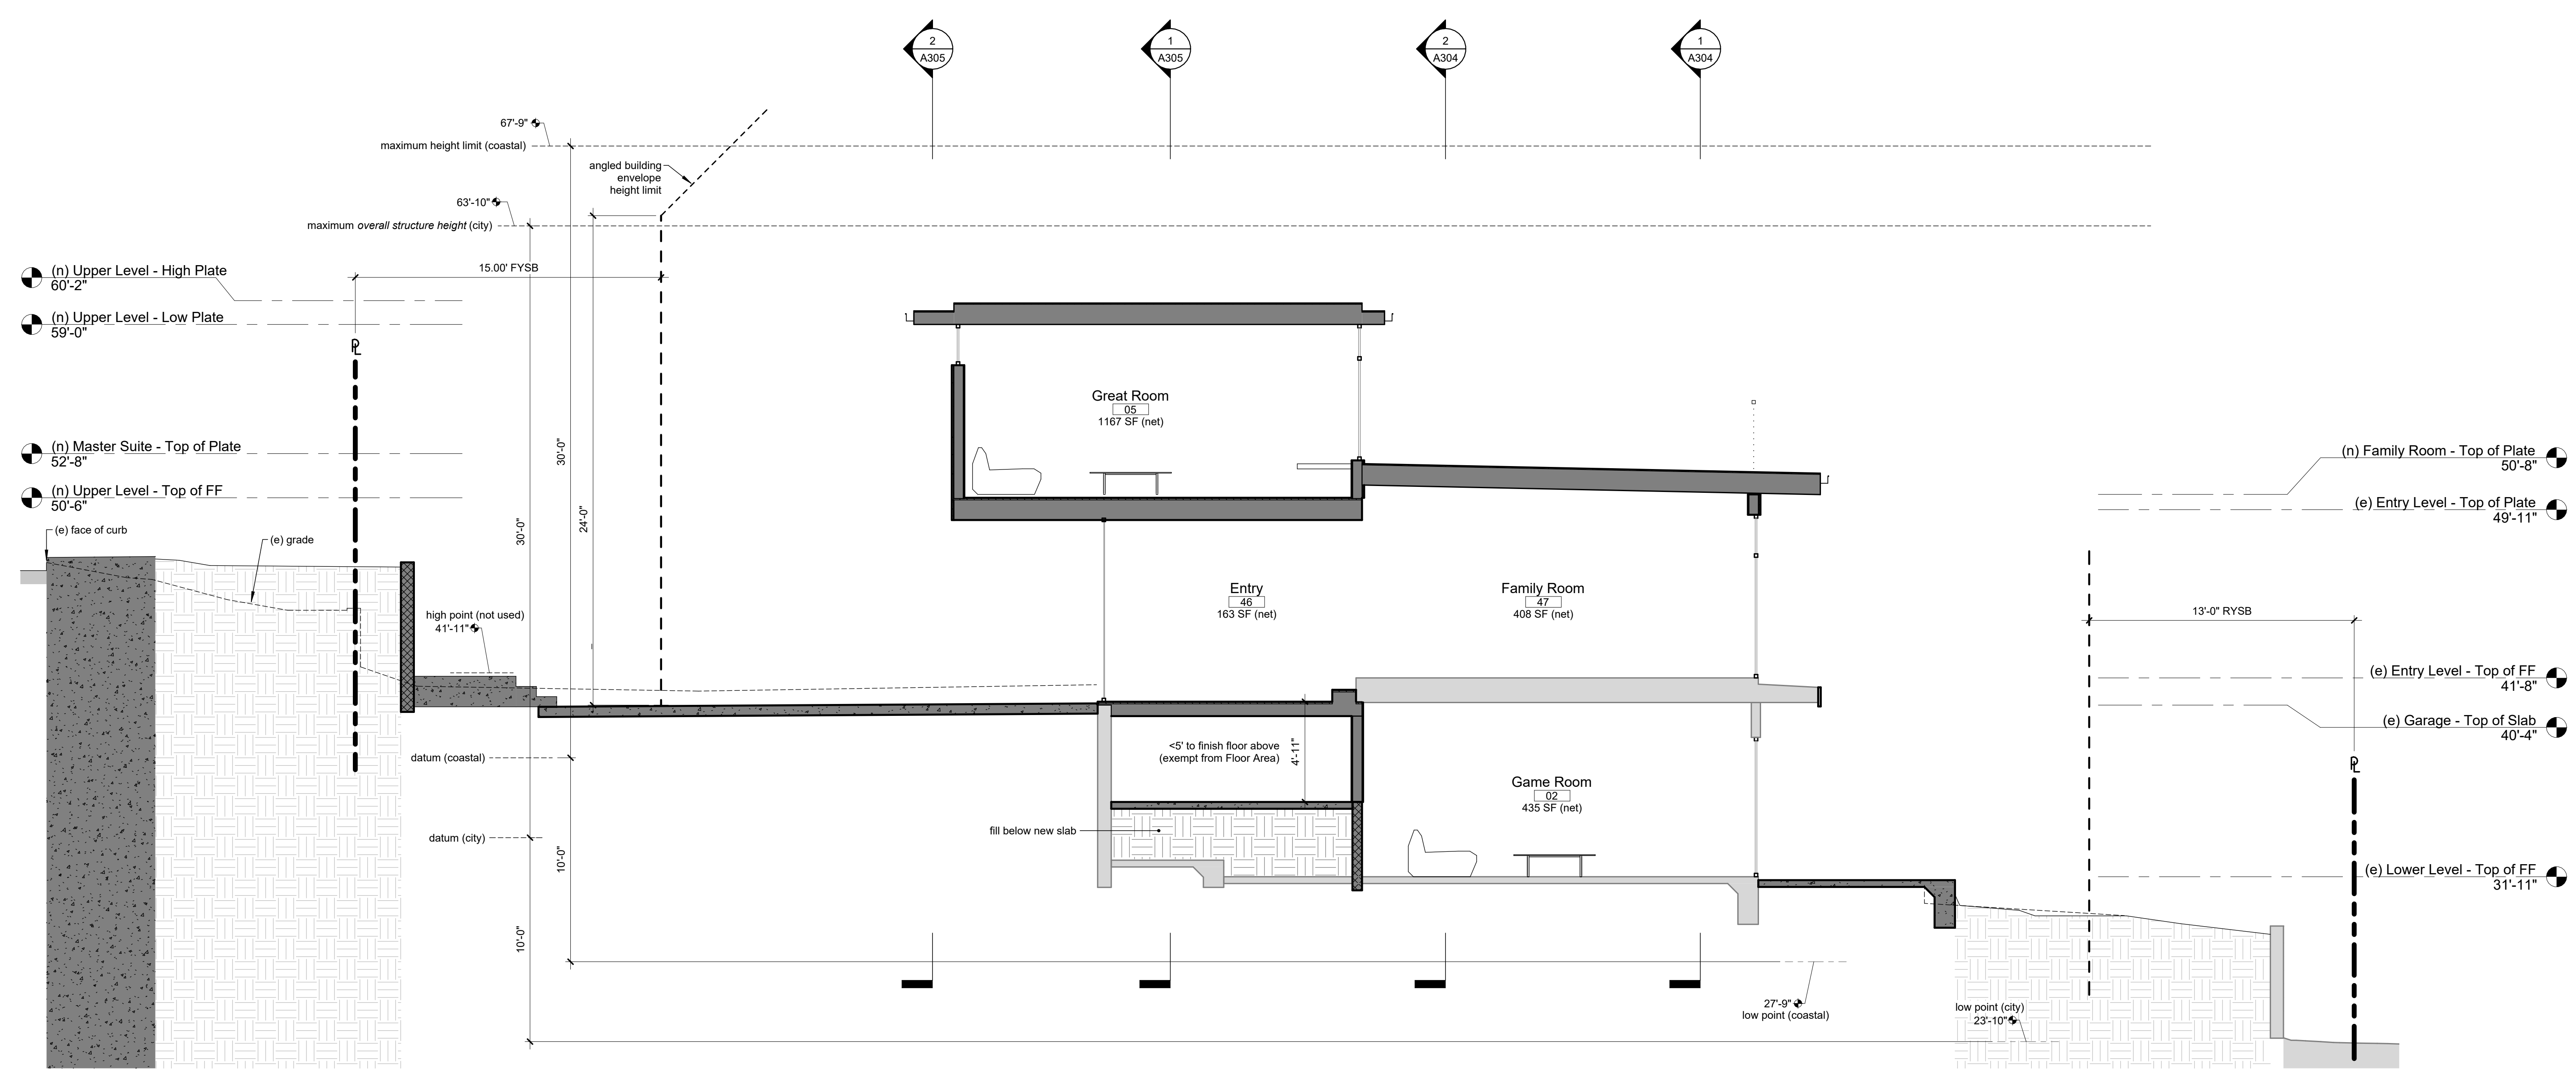 2
A305
1
A305
2
A304
1
A304
67'-9"
maximum height limit (coastal)
angled building
envelope
height limit
63'-10"
maximum overall structure height (city)
15.00' FYSB
(n) Upper Level - High Plate
60'-2"
(n) Upper Level - Low Plate
59'-0"
PL
(n) Master Suite - Top of Plate
52'-8"
(n) Upper Level - Top of FF
50'-6"
(e) face of curb
(e) grade
30'-0"
30'-0"
24'-0"
high point (not used)
41'-11"
datum (coastal)
datum (city)
10'-0"
10'-0"
Great Room
05
1167 SF (net)
Entry
46
163 SF (net)
Family Room
47
408 SF (net)
<5' to finish floor above
(exempt from Floor Area)
4'-11"
fill below new slab
Game Room
02
435 SF (net)
(n) Family Room - Top of Plate
50'-8"
(e) Entry Level - Top of Plate
49'-11"
13'-0" RYSB
(e) Entry Level - Top of FF
41'-8"
(e) Garage - Top of Slab
40'-4"
PL
(e) Lower Level - Top of FF
31'-11"
27'-9"
low point (coastal)
low point (city)
23'-10"